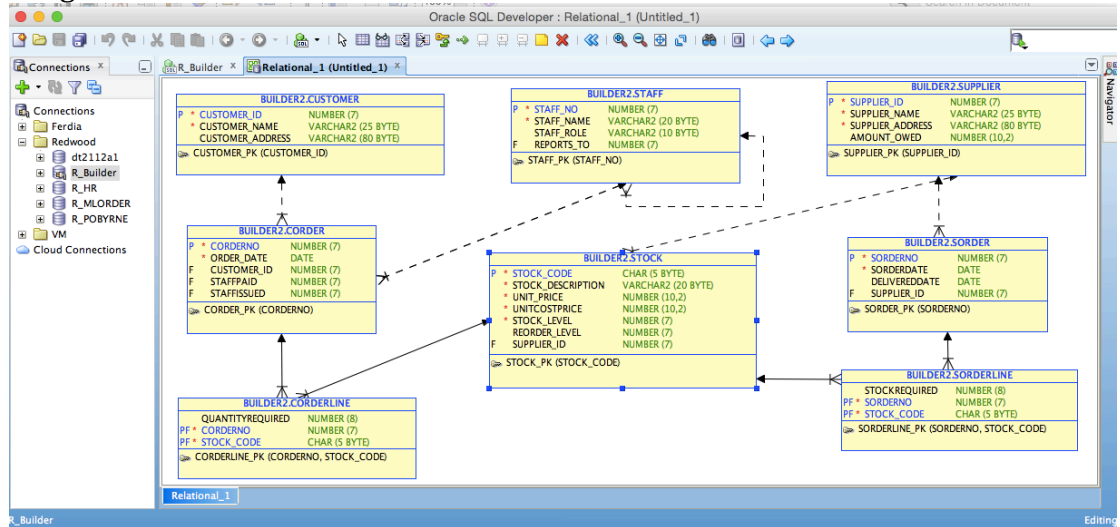 Oracle SQL Developer : Relational_1 (Untitled_1)
Connections
R_Builder
Relational_1 (Untitled_1)
Navigator
Connections
Ferdia
Redwood
dt2112a1
R_Builder
R_HR
R_MLORDER
R_POBYRNE
VM
Cloud Connections
BUILDER2.CUSTOMER
P * CUSTOMER_ID NUMBER (7)
* CUSTOMER_NAME VARCHAR2 (25 BYTE)
CUSTOMER_ADDRESS VARCHAR2 (80 BYTE)
CUSTOMER_PK (CUSTOMER_ID)
BUILDER2.STAFF
P * STAFF_NO NUMBER (7)
* STAFF_NAME VARCHAR2 (20 BYTE)
STAFF_ROLE VARCHAR2 (10 BYTE)
F REPORTS_TO NUMBER (7)
STAFF_PK (STAFF_NO)
BUILDER2.SUPPLIER
P * SUPPLIER_ID NUMBER (7)
* SUPPLIER_NAME VARCHAR2 (25 BYTE)
* SUPPLIER_ADDRESS VARCHAR2 (80 BYTE)
AMOUNT_OWED NUMBER (10,2)
SUPPLIER_PK (SUPPLIER_ID)
BUILDER2.CORDER
P * CORDERNO NUMBER (7)
* ORDER_DATE DATE
F CUSTOMER_ID NUMBER (7)
F STAFFPAID NUMBER (7)
F STAFFISSUED NUMBER (7)
CORDER_PK (CORDERNO)
BUILDER2.STOCK
P * STOCK_CODE CHAR (5 BYTE)
* STOCK_DESCRIPTION VARCHAR2 (20 BYTE)
* UNIT_PRICE NUMBER (10,2)
* UNITCOSTPRICE NUMBER (10,2)
* STOCK_LEVEL NUMBER (7)
REORDER_LEVEL NUMBER (7)
F SUPPLIER_ID NUMBER (7)
STOCK_PK (STOCK_CODE)
BUILDER2.SORDER
P * SORDERNO NUMBER (7)
* SORDERDATE DATE
DELIVEREDDATE DATE
F SUPPLIER_ID NUMBER (7)
SORDER_PK (SORDERNO)
BUILDER2.CORDERLINE
QUANTITYREQUIRED NUMBER (8)
PF * CORDERNO NUMBER (7)
PF * STOCK_CODE CHAR (5 BYTE)
CORDERLINE_PK (CORDERNO, STOCK_CODE)
BUILDER2.SORDERLINE
STOCKREQUIRED NUMBER (8)
PF * SORDERNO NUMBER (7)
PF * STOCK_CODE CHAR (5 BYTE)
SORDERLINE_PK (SORDERNO, STOCK_CODE)
Relational_1
R_Builder
Editing